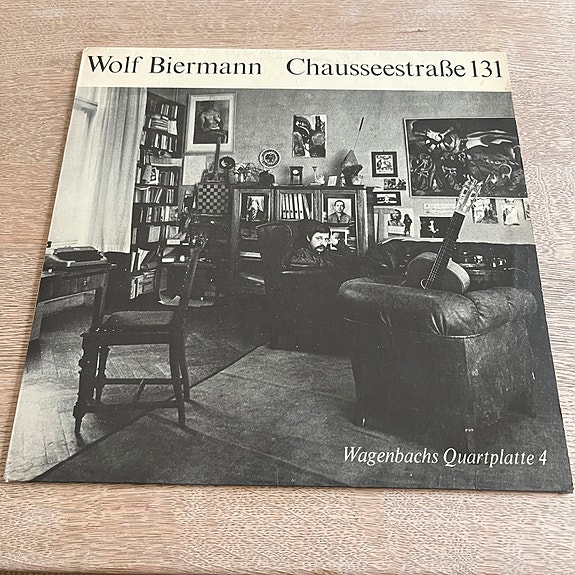 Wolf Biermann Chausseestraße 131
Wagenbachs Quartplatte 4